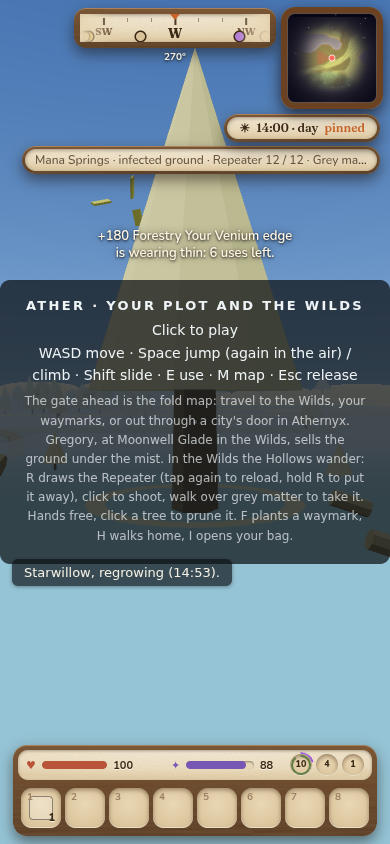 SW W NW
270°
14:00 · day pinned
Mana Springs · infected ground · Repeater 12 / 12 · Grey ma...
+180 Forestry Your Venium edge
is wearing thin: 6 uses left.
ATHER · YOUR PLOT AND THE WILDS
Click to play
WASD move · Space jump (again in the air) /
climb · Shift slide · E use · M map · Esc release
The gate ahead is the fold map: travel to the Wilds, your
waymarks, or out through a city's door in Athernyx.
Gregory, at Moonwell Glade in the Wilds, sells the
ground under the mist. In the Wilds the Hollows wander:
R draws the Repeater (tap again to reload, hold R to put
it away), click to shoot, walk over grey matter to take it.
Hands free, click a tree to prune it. F plants a waymark,
H walks home, I opens your bag.
Starwillow, regrowing (14:53).
100 88 10 4 1
1 2 3 4 5 6 7 8
1